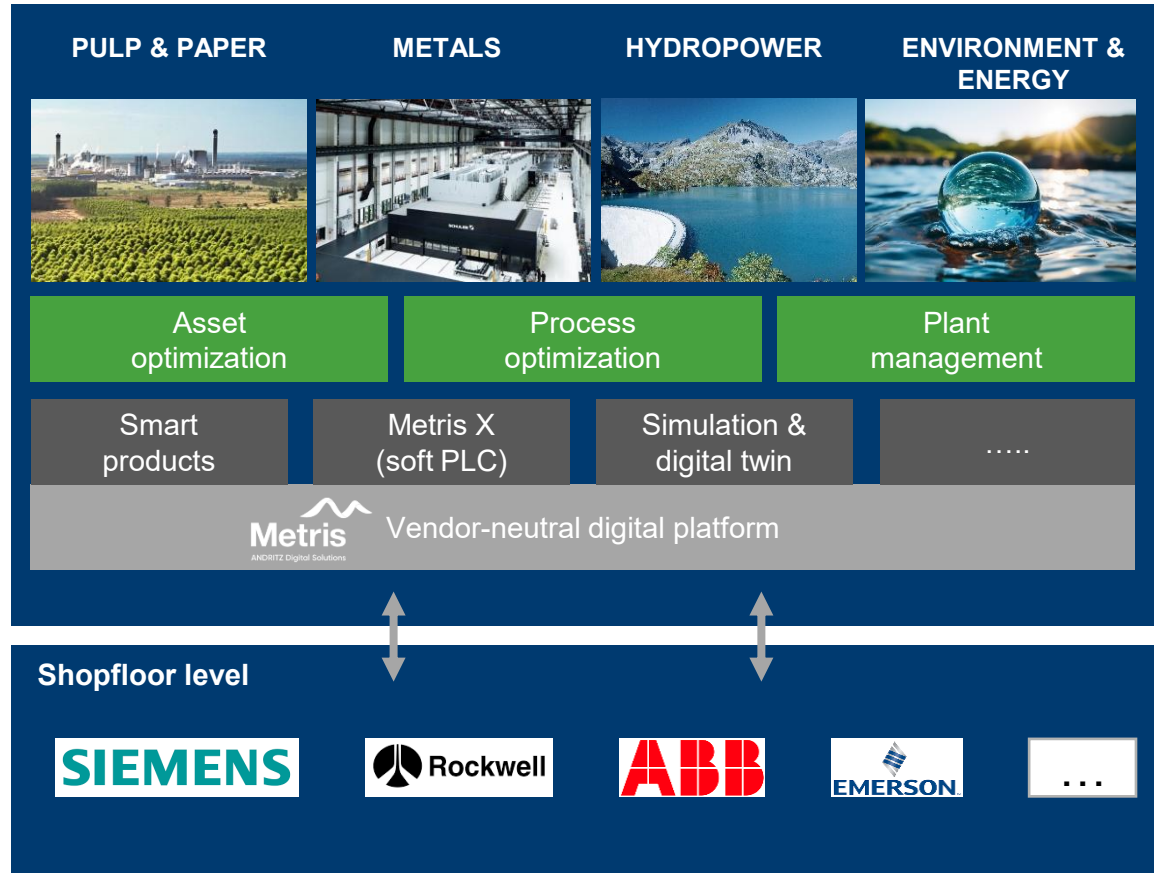 PULP & PAPER
METALS
HYDROPOWER
ENVIRONMENT &
ENERGY
SCHULER
Asset
optimization
Process
optimization
Plant
management
Smart
products
Metris X
(soft PLC)
Simulation &
digital twin
.....
Metris
ANDRITZ Digital Solutions
Vendor-neutral digital platform
Shopfloor level
SIEMENS
Rockwell
ABB
EMERSON
...